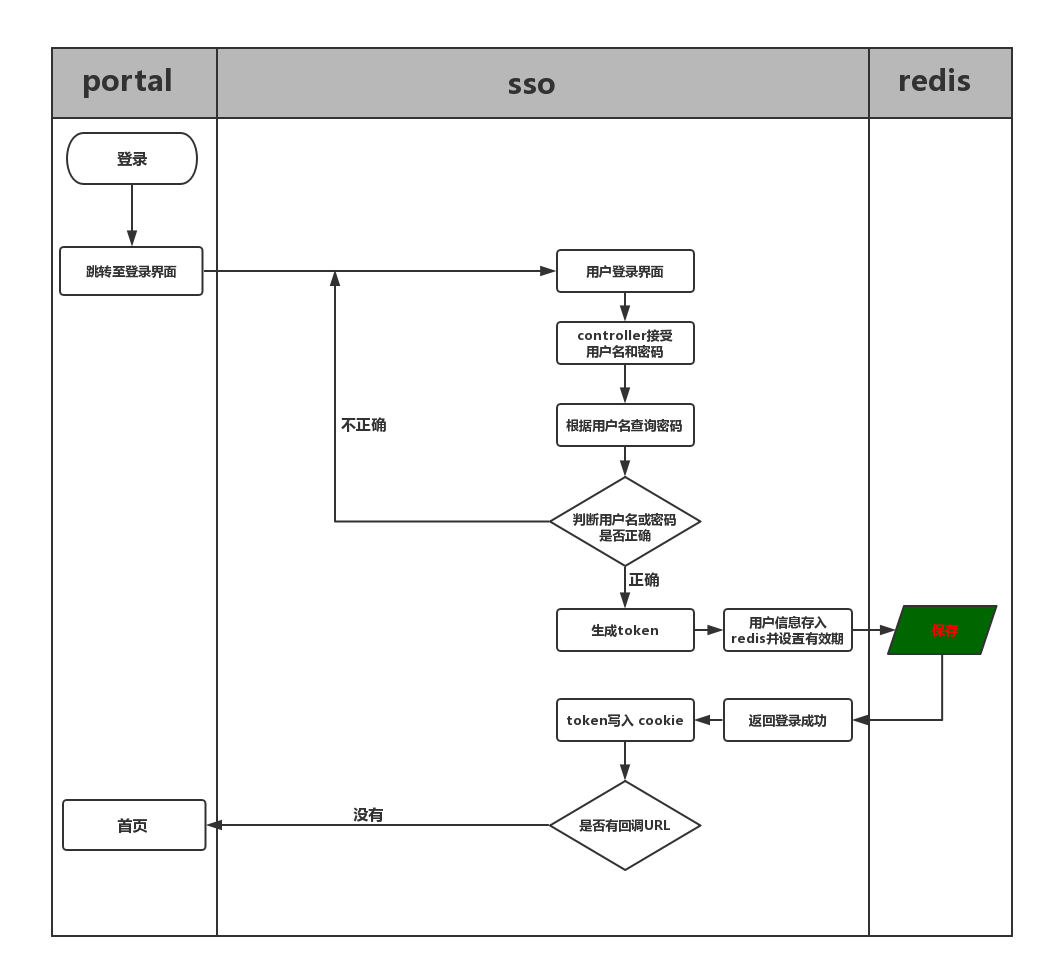 portal
sso
redis
登录
跳转至登录界面
用户登录界面
controller接受
用户名和密码
不正确
根据用户名查询密码
判断用户名或密码
是否正确
正确
生成token
用户信息存入
redis并设置有效期
保存
token写入 cookie
返回登录成功
首页
没有
是否有回调URL